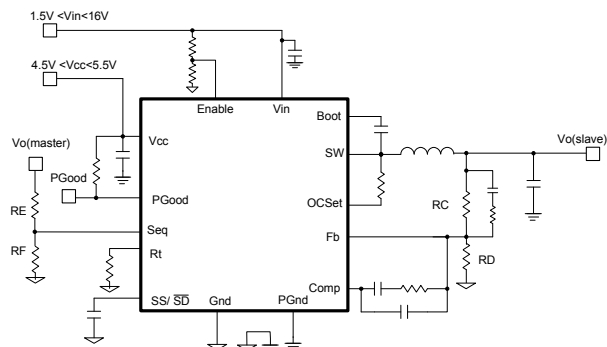 1.5V <Vin<16V
4.5V <Vcc<5.5V
Enable
Vin
Boot
Vcc
Vo(master)
SW
Vo(slave)
PGood
PGood
OCSet
RE
RC
Seq
Fb
RF
Rt
RD
Comp
SS/ SD
Gnd
PGnd